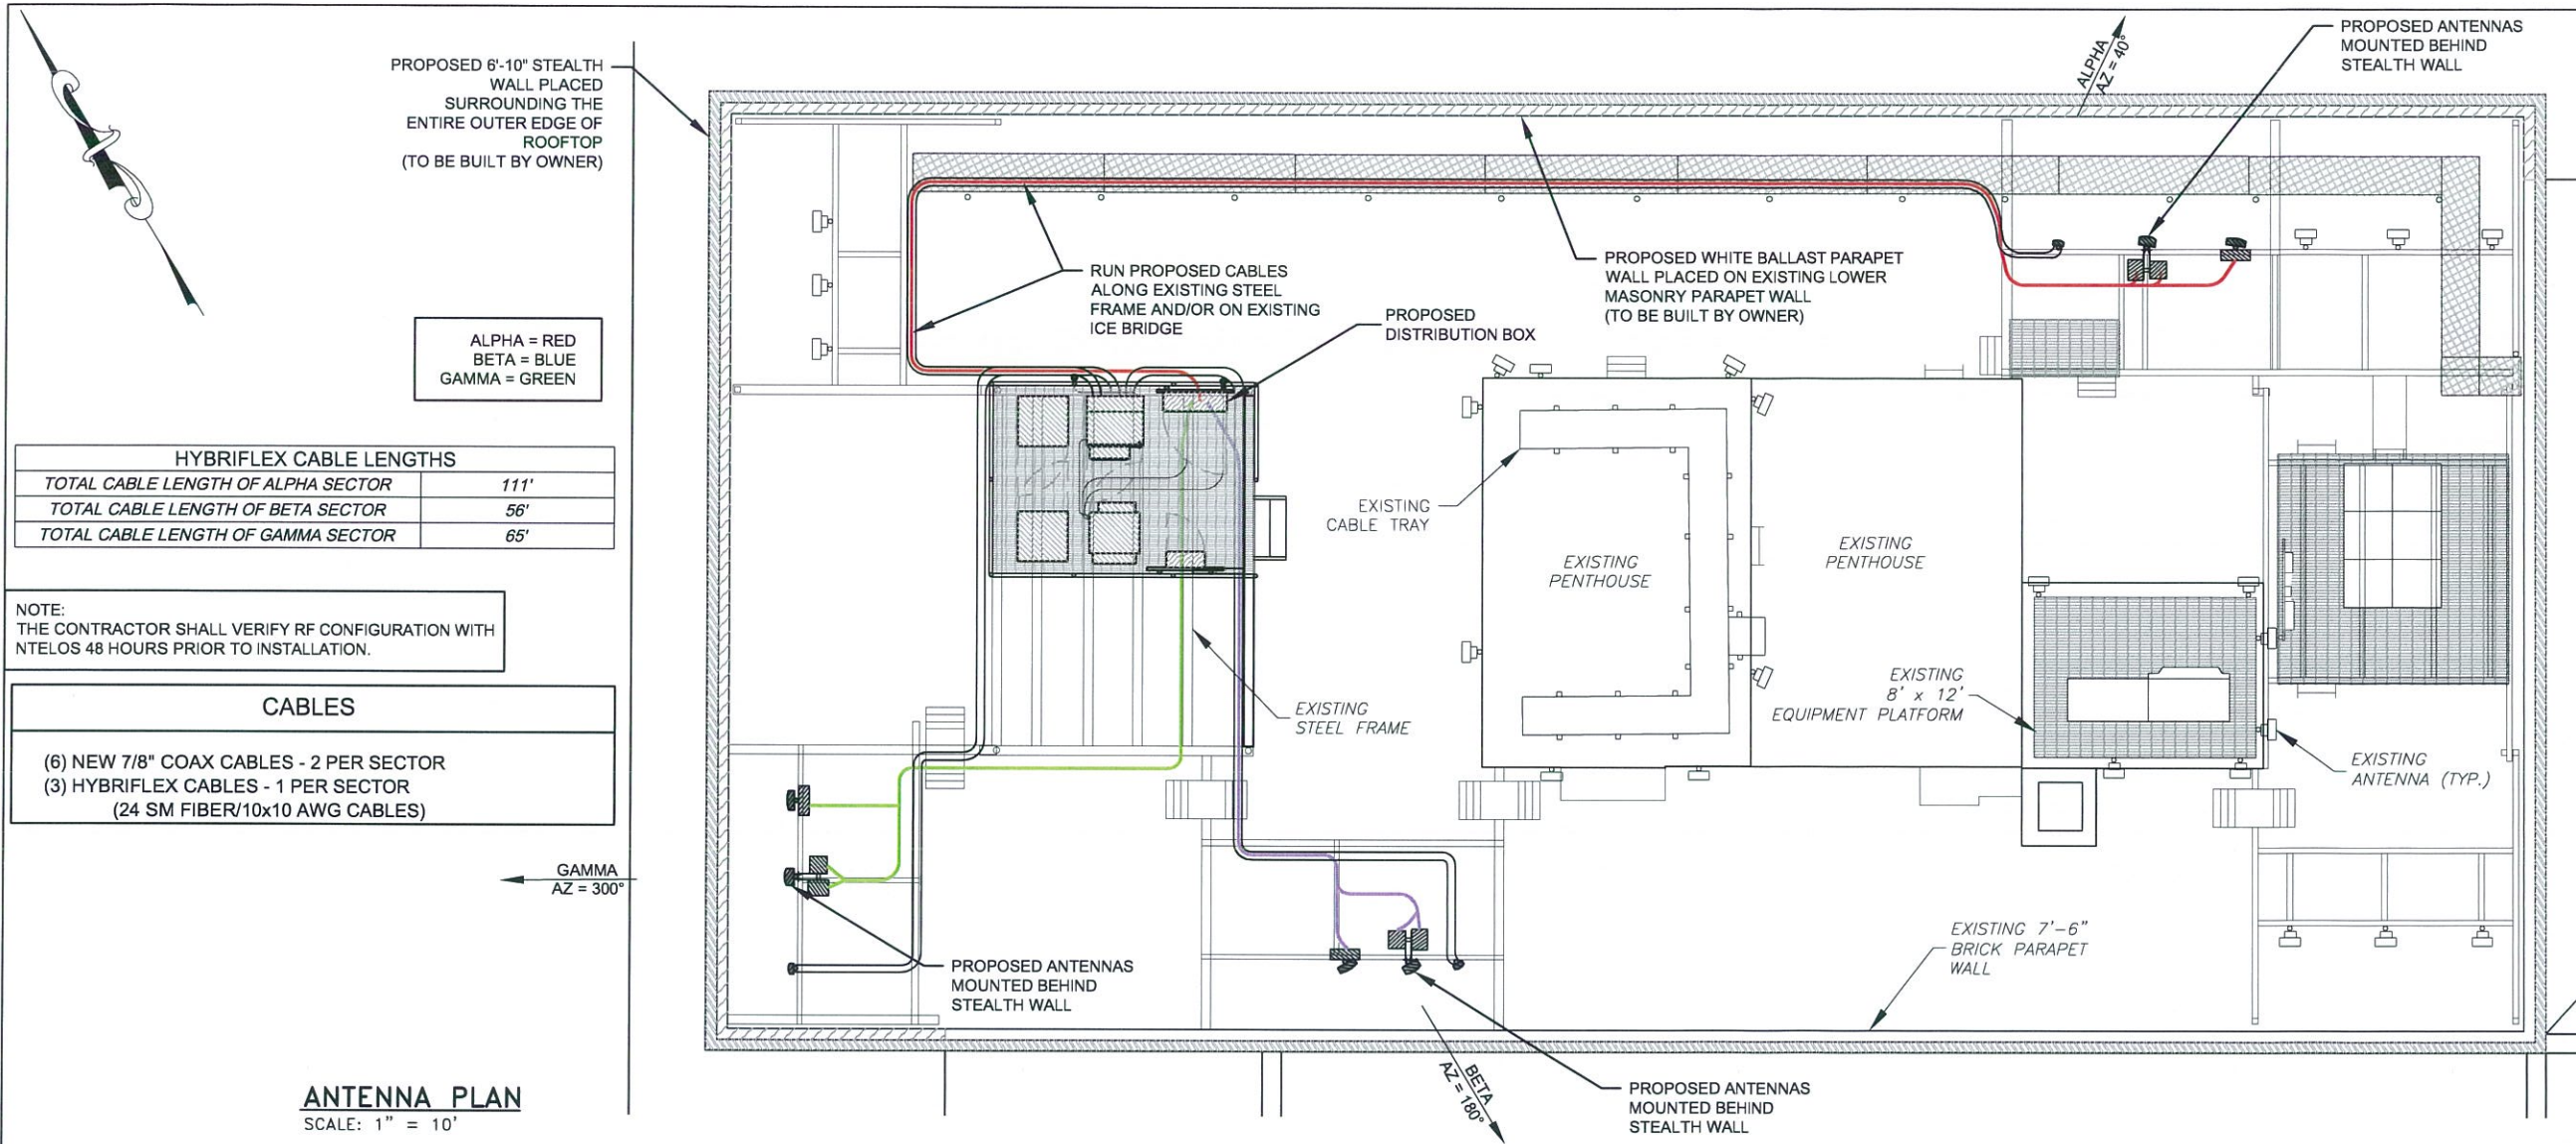 PROPOSED 6'-10" STEALTH
WALL PLACED
SURROUNDING THE
ENTIRE OUTER EDGE OF
ROOFTOP
(TO BE BUILT BY OWNER)
ALPHA
AZ = 40°
PROPOSED ANTENNAS
MOUNTED BEHIND
STEALTH WALL
RUN PROPOSED CABLES
ALONG EXISTING STEEL
FRAME AND/OR ON EXISTING
ICE BRIDGE
PROPOSED
DISTRIBUTION BOX
PROPOSED WHITE BALLAST PARAPET
WALL PLACED ON EXISTING LOWER
MASONRY PARAPET WALL
(TO BE BUILT BY OWNER)
ALPHA = RED
BETA = BLUE
GAMMA = GREEN
HYBRIFLEX CABLE LENGTHS
TOTAL CABLE LENGTH OF ALPHA SECTOR 111'
TOTAL CABLE LENGTH OF BETA SECTOR 56'
TOTAL CABLE LENGTH OF GAMMA SECTOR 65'
EXISTING
CABLE TRAY
EXISTING
PENTHOUSE
EXISTING
PENTHOUSE
NOTE:
THE CONTRACTOR SHALL VERIFY RF CONFIGURATION WITH
NTELOS 48 HOURS PRIOR TO INSTALLATION.
EXISTING
STEEL FRAME
EXISTING
8' x 12'
EQUIPMENT PLATFORM
EXISTING
ANTENNA (TYP.)
CABLES
(6) NEW 7/8" COAX CABLES - 2 PER SECTOR
(3) HYBRIFLEX CABLES - 1 PER SECTOR
(24 SM FIBER/10x10 AWG CABLES)
GAMMA
AZ = 300°
PROPOSED ANTENNAS
MOUNTED BEHIND
STEALTH WALL
EXISTING 7'-6"
BRICK PARAPET
WALL
BETA
AZ = 180°
PROPOSED ANTENNAS
MOUNTED BEHIND
STEALTH WALL
ANTENNA PLAN
SCALE: 1" = 10'